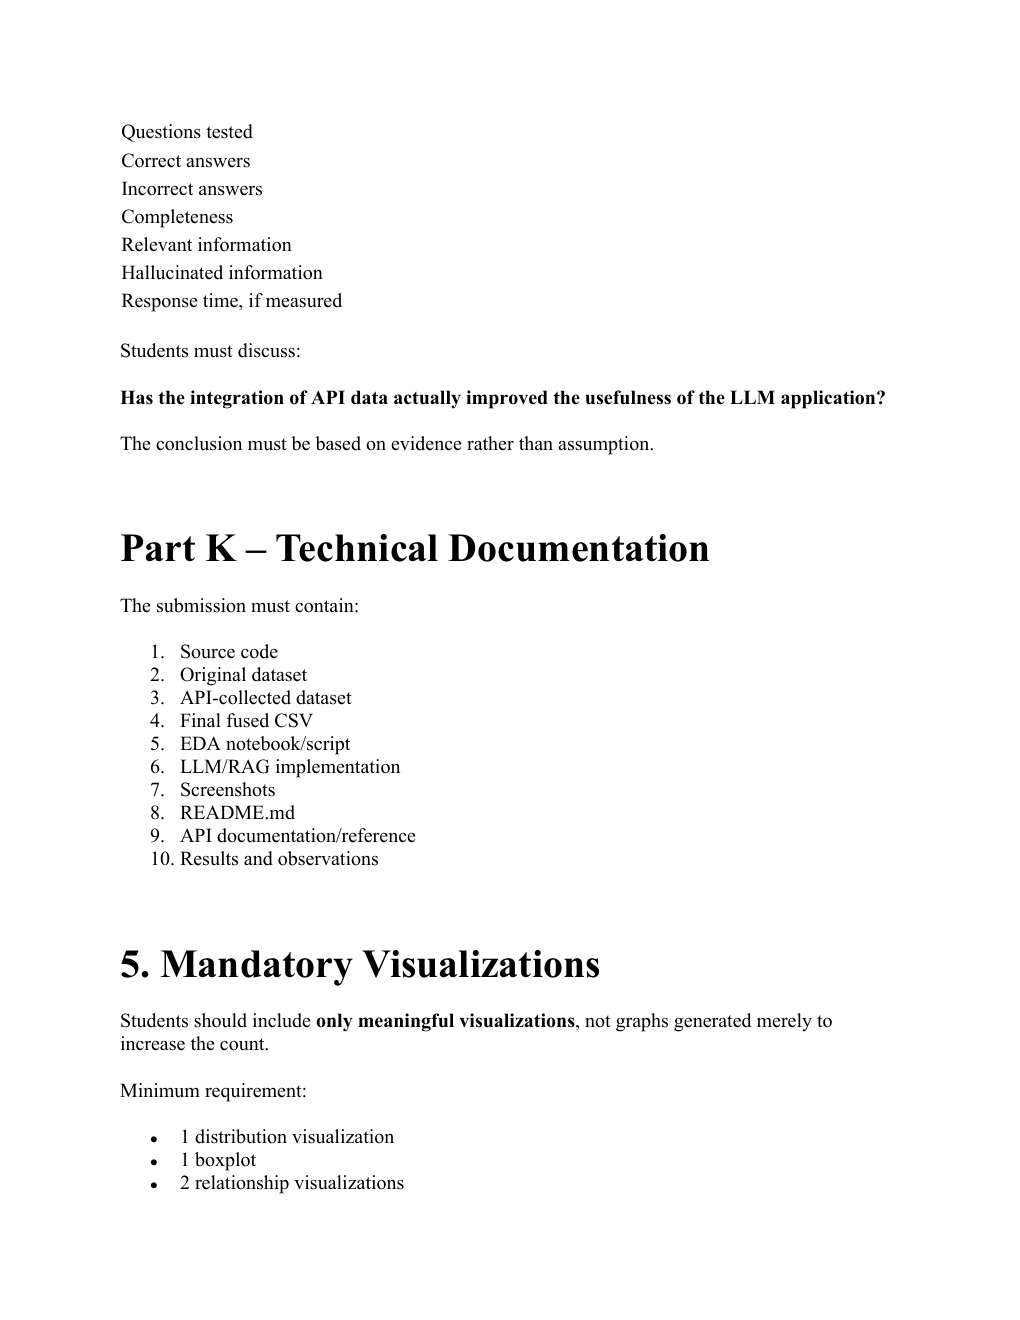 Questions tested
Correct answers
Incorrect answers
Completeness
Relevant information
Hallucinated information
Response time, if measured
Students must discuss:
Has the integration of API data actually improved the usefulness of the LLM application?
The conclusion must be based on evidence rather than assumption.
Part K – Technical Documentation
The submission must contain:
1. Source code
2. Original dataset
3. API-collected dataset
4. Final fused CSV
5. EDA notebook/script
6. LLM/RAG implementation
7. Screenshots
8. README.md
9. API documentation/reference
10. Results and observations
5. Mandatory Visualizations
Students should include only meaningful visualizations, not graphs generated merely to
increase the count.
Minimum requirement:
• 1 distribution visualization
• 1 boxplot
• 2 relationship visualizations